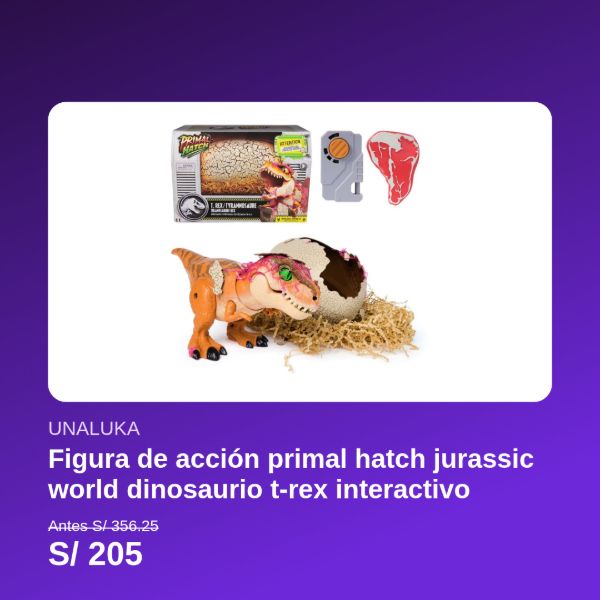 PRIMAL
HATCH
T. REX/TYRANNOSAURE
UNALUKA
Figura de acción primal hatch jurassic
world dinosaurio t-rex interactivo
Antes S/ 356.25
S/ 205